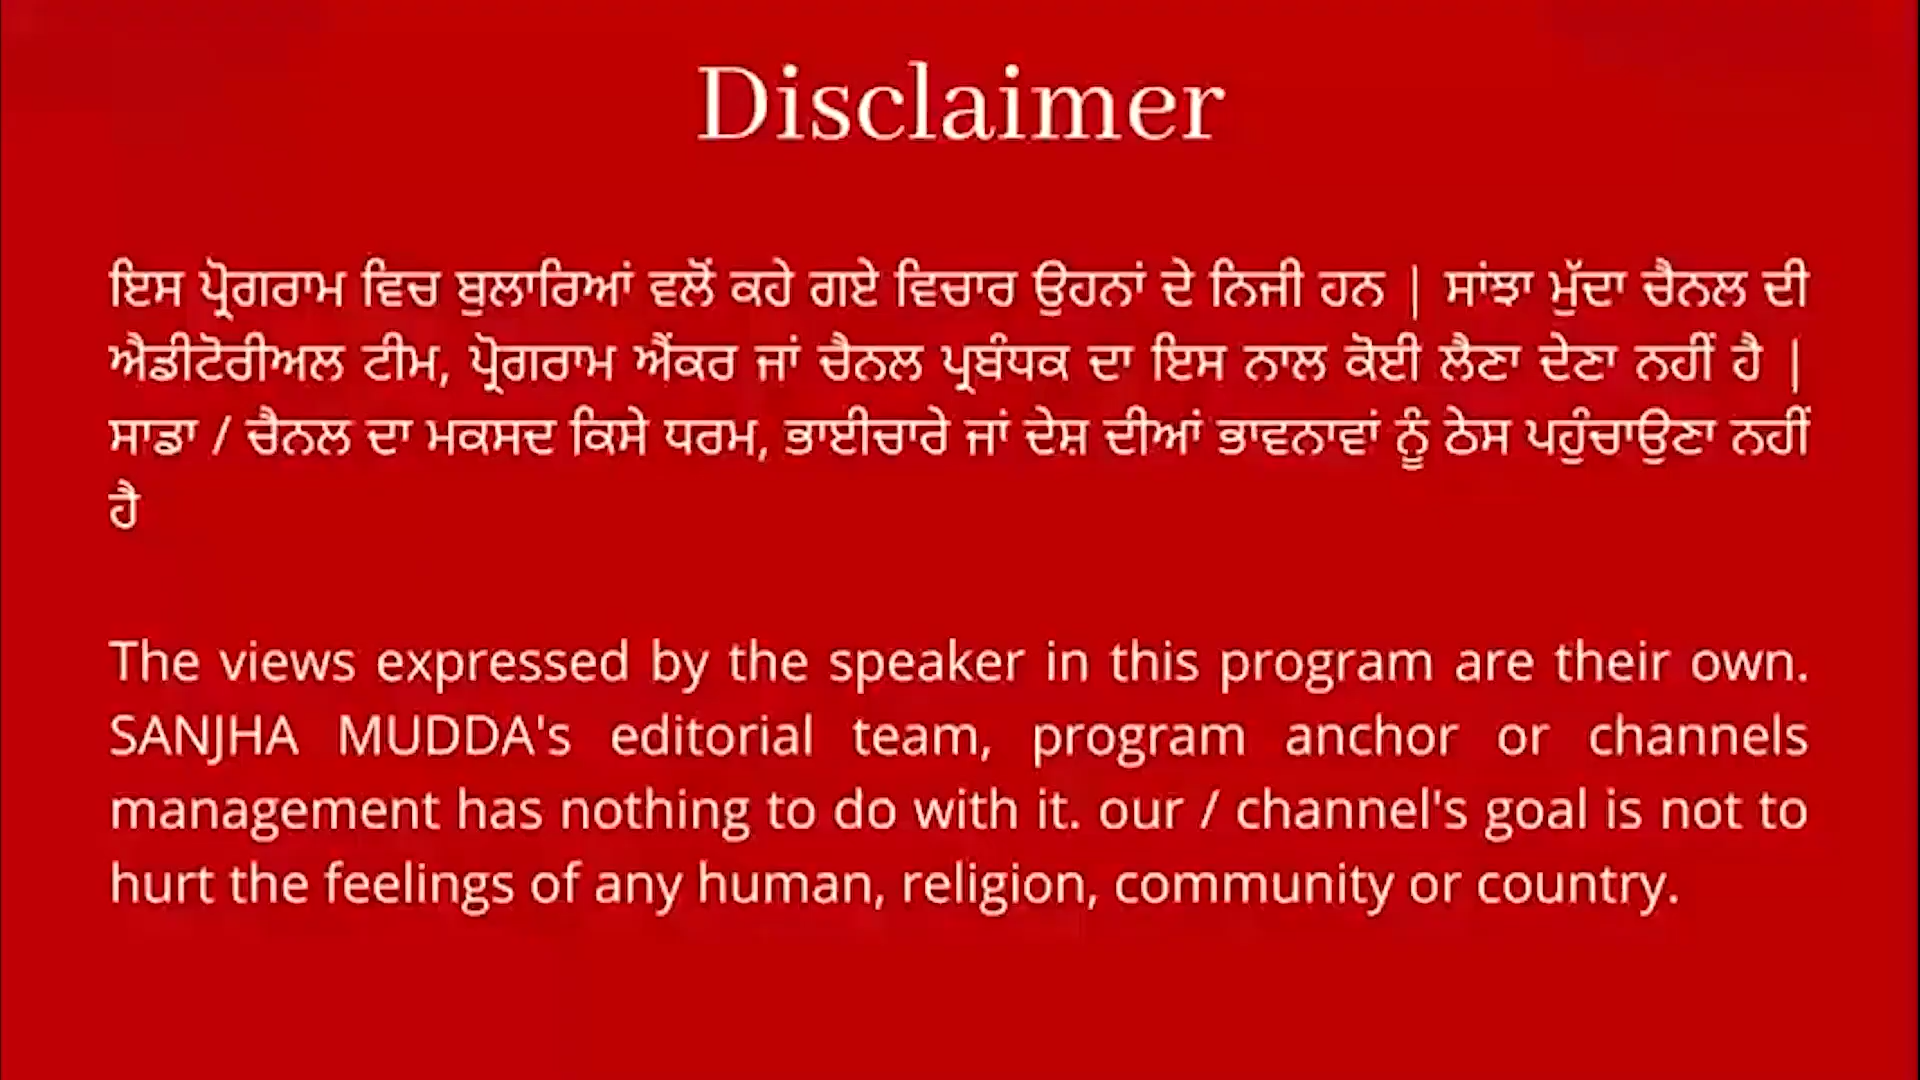 Disclaimer
ਇਸ ਪ੍ਰੋਗਰਾਮ ਵਿਚ ਬੁਲਾਰਿਆਂ ਵਲੋਂ ਕਹੇ ਗਏ ਵਿਚਾਰ ਉਹਨਾਂ ਦੇ ਨਿਜੀ ਹਨ | ਸਾਂਝਾ ਮੁੱਦਾ ਚੈਨਲ ਦੀ
ਐਡੀਟੋਰੀਅਲ ਟੀਮ, ਪ੍ਰੋਗਰਾਮ ਐਂਕਰ ਜਾਂ ਚੈਨਲ ਪ੍ਰਬੰਧਕ ਦਾ ਇਸ ਨਾਲ ਕੋਈ ਲੈਣਾ ਦੇਣਾ ਨਹੀਂ ਹੈ |
ਸਾਡਾ / ਚੈਨਲ ਦਾ ਮਕਸਦ ਕਿਸੇ ਧਰਮ, ਭਾਈਚਾਰੇ ਜਾਂ ਦੇਸ਼ ਦੀਆਂ ਭਾਵਨਾਵਾਂ ਨੂੰ ਠੇਸ ਪਹੁੰਚਾਉਣਾ ਨਹੀਂ
ਹੈ
The views expressed by the speaker in this program are their own.
SANJHA MUDDA's editorial team, program anchor or channels
management has nothing to do with it. our / channel's goal is not to
hurt the feelings of any human, religion, community or country.